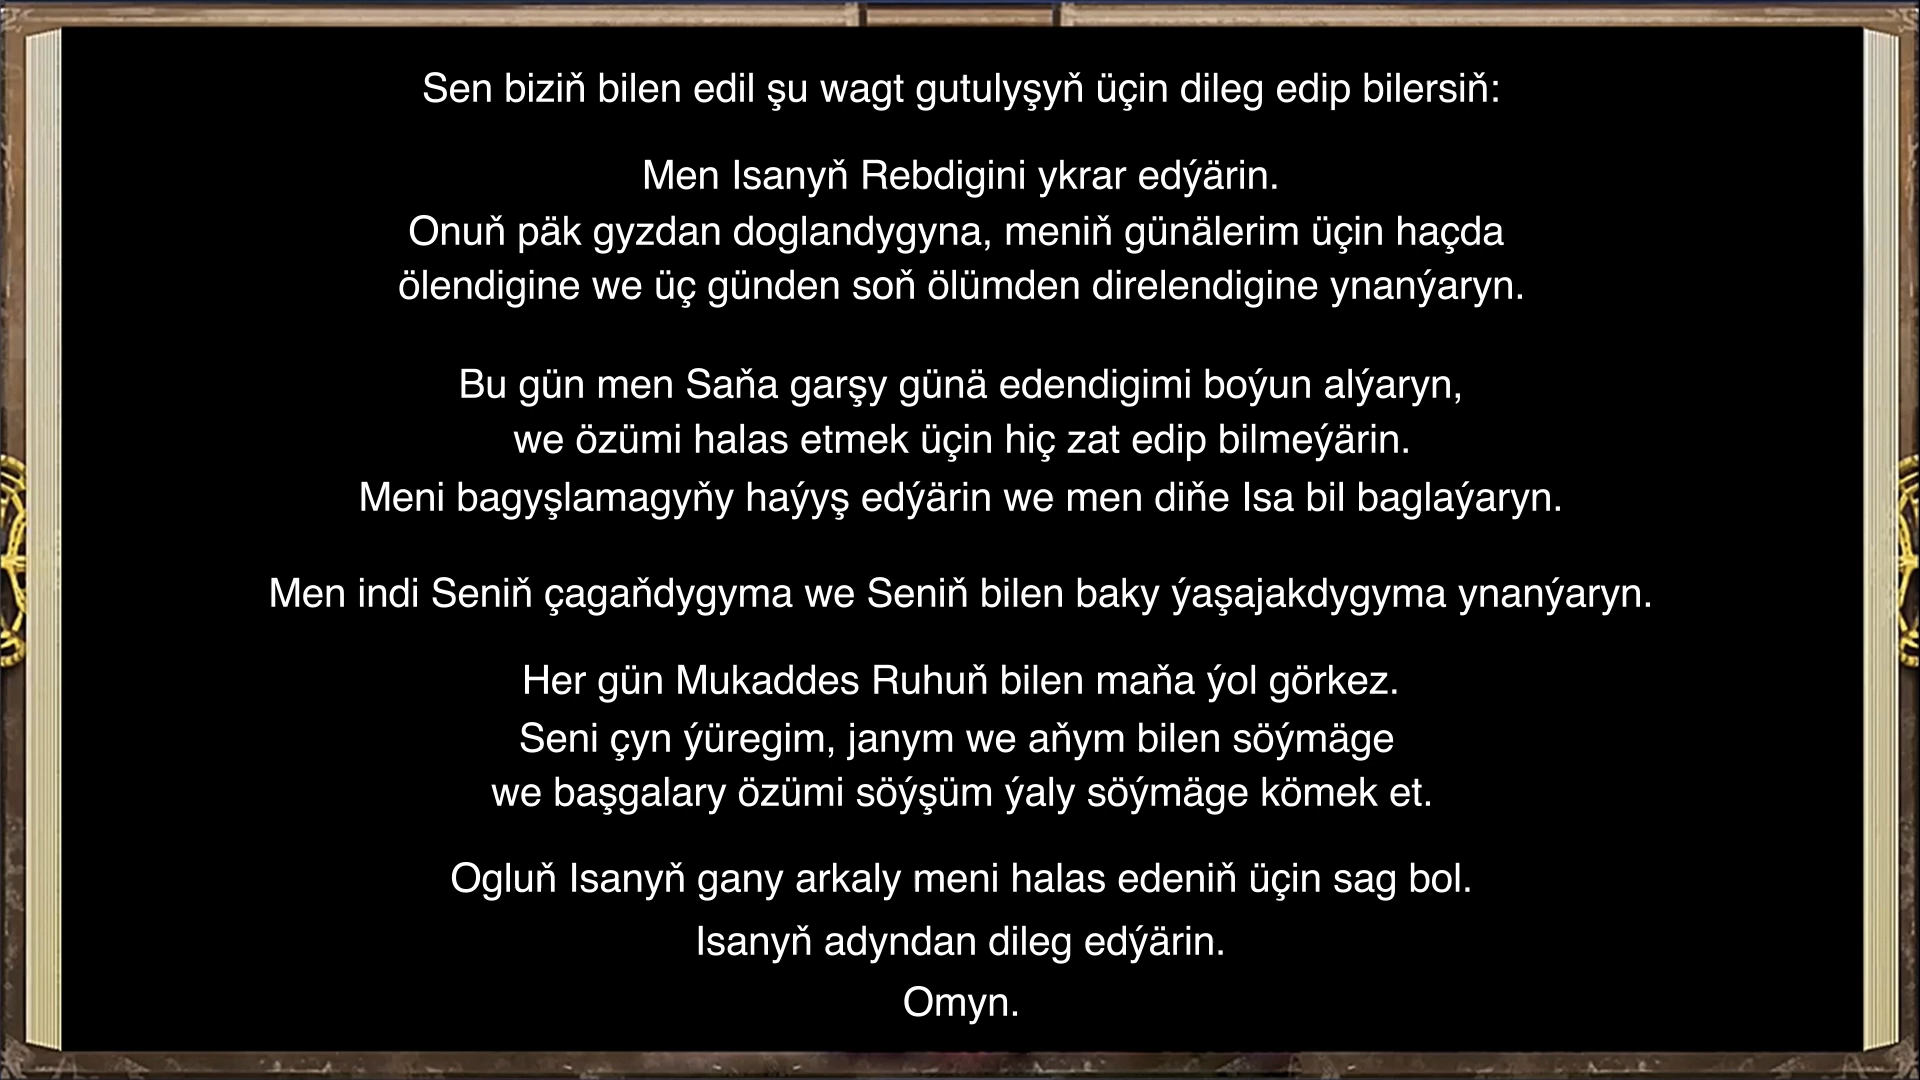 Sen biziň bilen edil şu wagt gutulyşyň üçin dileg edip bilersiň:
Men Isanyň Rebdigini ykrar edýärin.
Onuň päk gyzdan doglandygyna, meniň günälerim üçin haçda
ölendigine we üç günden soň ölümden direlendigine ynanýaryn.
Bu gün men Saňa garşy günä edendigimi boýun alýaryn,
we özümi halas etmek üçin hiç zat edip bilmeýärin.
Meni bagyşlamagyňy haýyş edýärin we men diňe Isa bil baglaýaryn.
Men indi Seniň çagaňdygyma we Seniň bilen baky ýaşajakdygyma ynanýaryn.
Her gün Mukaddes Ruhuň bilen maňa ýol görkez.
Seni çyn ýüregim, janym we aňym bilen söýmäge
we başgalary özümi söýşüm ýaly söýmäge kömek et.
Ogluň Isanyň gany arkaly meni halas edeniň üçin sag bol.
Isanyň adyndan dileg edýärin.
Omyn.